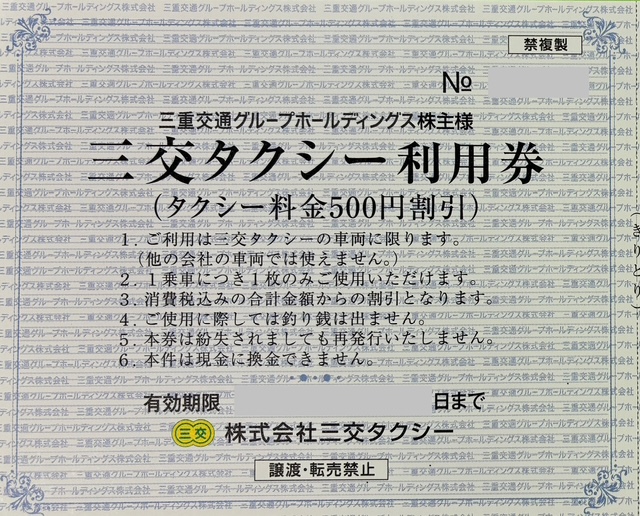 禁複製
№
三重交通グループホールディングス株主様
三交タクシー利用券
(タクシー料金500円割引)
1. ご利用は三交タクシーの車両に限ります。
(他の会社の車両では使えません。)
2. 1乗車につき1枚のみご使用いただけます。
3. 消費税込みの合計金額からの割引となります。
4. ご使用に際しては釣り銭は出ません。
5. 本券は紛失されましても再発行いたしません。
6. 本件は現金に換金できません。
有効期限 日まで
三交 株式会社三交タクシー
譲渡・転売禁止